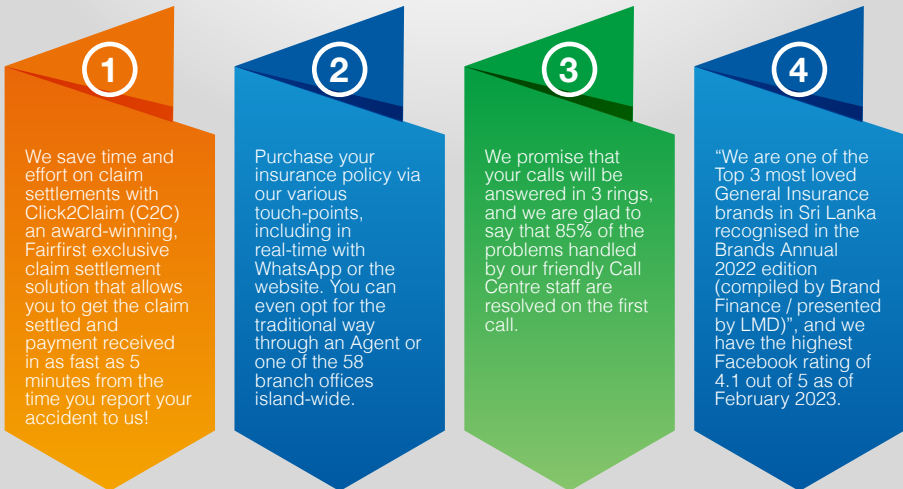 1
We save time and
effort on claim
settlements with
Click2Claim (C2C)
an award-winning,
Fairfirst exclusive
claim settlement
solution that allows
you to get the claim
settled and
payment received
in as fast as 5
minutes from the
time you report your
accident to us!
2
Purchase your
insurance policy via
our various
touch-points,
including in
real-time with
WhatsApp or the
website. You can
even opt for the
traditional way
through an Agent or
one of the 58
branch offices
island-wide.
3
We promise that
your calls will be
answered in 3 rings,
and we are glad to
say that 85% of the
problems handled
by our friendly Call
Centre staff are
resolved on the first
call.
4
“We are one of the
Top 3 most loved
General Insurance
brands in Sri Lanka
recognised in the
Brands Annual
2022 edition
(compiled by Brand
Finance / presented
by LMD)”, and we
have the highest
Facebook rating of
4.1 out of 5 as of
February 2023.